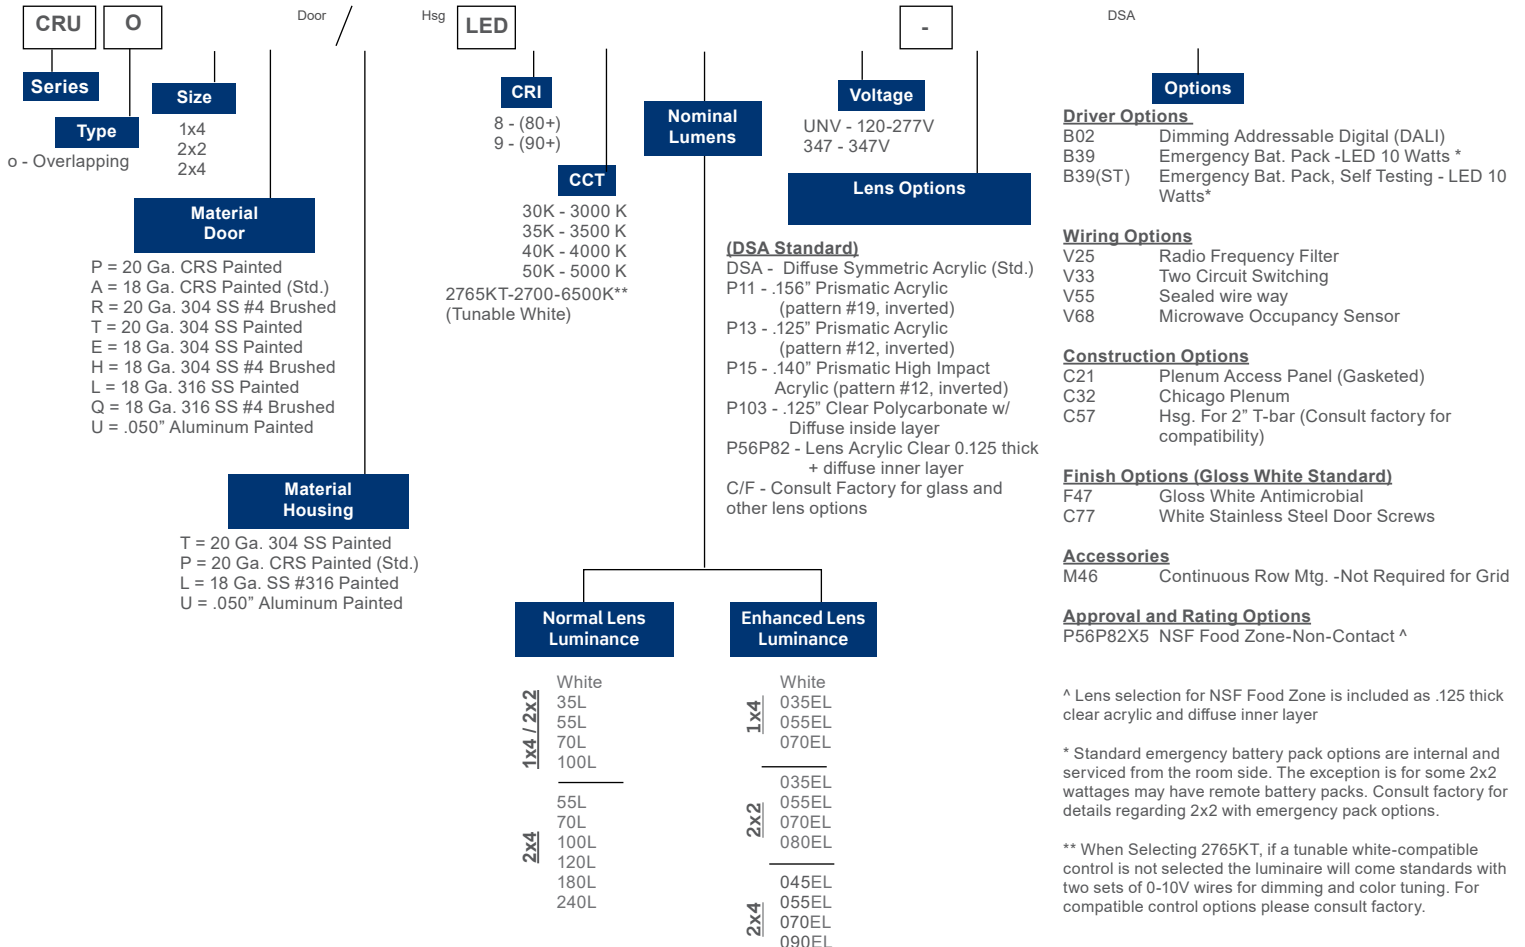 CRU
O
Door
Hsg
LED
-
DSA
Series
Type
o - Overlapping
Size
1x4
2x2
2x4
Material
Door
P = 20 Ga. CRS Painted
A = 18 Ga. CRS Painted (Std.)
R = 20 Ga. 304 SS #4 Brushed
T = 20 Ga. 304 SS Painted
E = 18 Ga. 304 SS Painted
H = 18 Ga. 304 SS #4 Brushed
L = 18 Ga. 316 SS Painted
Q = 18 Ga. 316 SS #4 Brushed
U = .050” Aluminum Painted
Material
Housing
T = 20 Ga. 304 SS Painted
P = 20 Ga. CRS Painted (Std.)
L = 18 Ga. SS #316 Painted
U = .050” Aluminum Painted
CRI
8 - (80+)
9 - (90+)
CCT
30K - 3000 K
35K - 3500 K
40K - 4000 K
50K - 5000 K
2765KT-2700-6500K**
(Tunable White)
Nominal
Lumens
Normal Lens
Luminance
White
1x4 / 2x2
35L
55L
70L
100L
2x4
55L
70L
100L
120L
180L
240L
Enhanced Lens
Luminance
White
1x4
035EL
055EL
070EL
2x2
035EL
055EL
070EL
080EL
2x4
045EL
055EL
070EL
090EL
Voltage
UNV - 120-277V
347 - 347V
Lens Options
(DSA Standard)
DSA - Diffuse Symmetric Acrylic (Std.)
P11 - .156” Prismatic Acrylic
(pattern #19, inverted)
P13 - .125” Prismatic Acrylic
(pattern #12, inverted)
P15 - .140” Prismatic High Impact
Acrylic (pattern #12, inverted)
P103 - .125” Clear Polycarbonate w/
Diffuse inside layer
P56P82 - Lens Acrylic Clear 0.125 thick
+ diffuse inner layer
C/F - Consult Factory for glass and
other lens options
Options
Driver Options
B02 Dimming Addressable Digital (DALI)
B39 Emergency Bat. Pack -LED 10 Watts *
B39(ST) Emergency Bat. Pack, Self Testing - LED 10
Watts*
Wiring Options
V25 Radio Frequency Filter
V33 Two Circuit Switching
V55 Sealed wire way
V68 Microwave Occupancy Sensor
Construction Options
C21 Plenum Access Panel (Gasketed)
C32 Chicago Plenum
C57 Hsg. For 2” T-bar (Consult factory for
compatibility)
Finish Options (Gloss White Standard)
F47 Gloss White Antimicrobial
C77 White Stainless Steel Door Screws
Accessories
M46 Continuous Row Mtg. -Not Required for Grid
Approval and Rating Options
P56P82X5 NSF Food Zone-Non-Contact ^
^ Lens selection for NSF Food Zone is included as .125 thick
clear acrylic and diffuse inner layer
* Standard emergency battery pack options are internal and
serviced from the room side. The exception is for some 2x2
wattages may have remote battery packs. Consult factory for
details regarding 2x2 with emergency pack options.
** When Selecting 2765KT, if a tunable white-compatible
control is not selected the luminaire will come standards with
two sets of 0-10V wires for dimming and color tuning. For
compatible control options please consult factory.